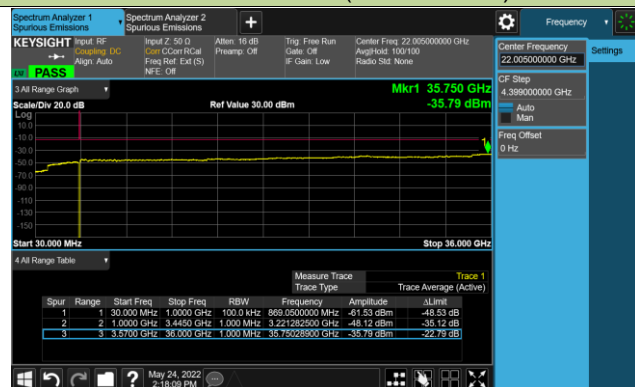 Spectrum Analyzer 1
Spurious Emissions
Spectrum Analyzer 2
Spurious Emissions
+
Frequency
KEYSIGHT
Input: RF
Coupling: DC
Align: Auto
Input Z: 50 Ω
Corr CCorr RCal
Freq Ref: Ext (S)
NFE: Off
Atten: 16 dB
Preamp: Off
Trig: Free Run
Gate: Off
IF Gain: Low
Center Freq: 22.005000000 GHz
Avg|Hold: 100/100
Radio Std: None
PASS
Center Frequency
22.005000000 GHz
Settings
CF Step
4.399000000 GHz
Auto
Man
Freq Offset
0 Hz
3 All Range Graph
Mkr1 35.750 GHz
Scale/Div 20.0 dB
Ref Value 30.00 dBm
-35.79 dBm
Log
10.0
-10.0
-30.0
-50.0
-70.0
-90.0
-110
-130
-150
1
Start 30.000 MHz
Stop 36.000 GHz
4 All Range Table
Measure Trace Trace 1
Trace Type Trace Average (Active)
Spur Range Start Freq Stop Freq RBW Frequency Amplitude ΔLimit
1 1 30.000 MHz 1.0000 GHz 100.0 kHz 869.0500000 MHz -61.53 dBm -48.53 dB
2 2 1.0000 GHz 3.4450 GHz 1.000 MHz 3.221282500 GHz -48.12 dBm -35.12 dB
3 3 3.5700 GHz 36.000 GHz 1.000 MHz 35.75028900 GHz -35.79 dBm -22.79 dB
?
May 24, 2022
2:18:09 PM